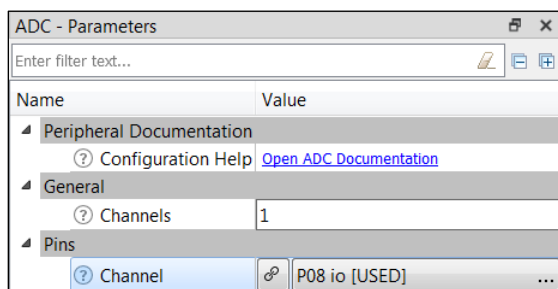 ADC - Parameters
Enter filter text...
Name Value
Peripheral Documentation
Configuration Help Open ADC Documentation
General
Channels 1
Pins
Channel P08 io [USED] ...